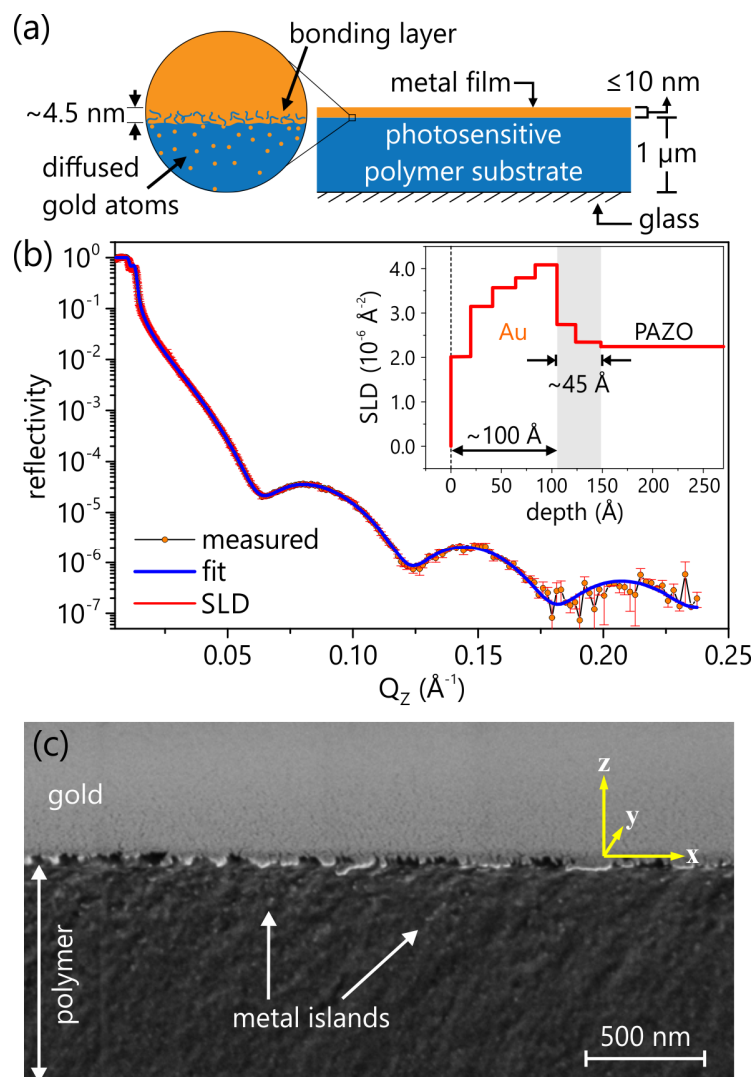 (a)
bonding layer
metal film
≤10 nm
~4.5 nm
photosensitive
polymer substrate
1 µm
diffused
gold atoms
glass
(b)
10⁰
10⁻¹
10⁻²
10⁻³
10⁻⁴
10⁻⁵
10⁻⁶
10⁻⁷
reflectivity
measured
fit
SLD
0.05
0.10
0.15
0.20
0.25
Q_Z (Å⁻¹)
4.0
3.0
2.0
1.0
0.0
SLD (10⁻⁶ Å⁻²)
Au
PAZO
~45 Å
~100 Å
0
50
100
150
200
250
depth (Å)
(c)
gold
z
y
x
polymer
metal islands
500 nm